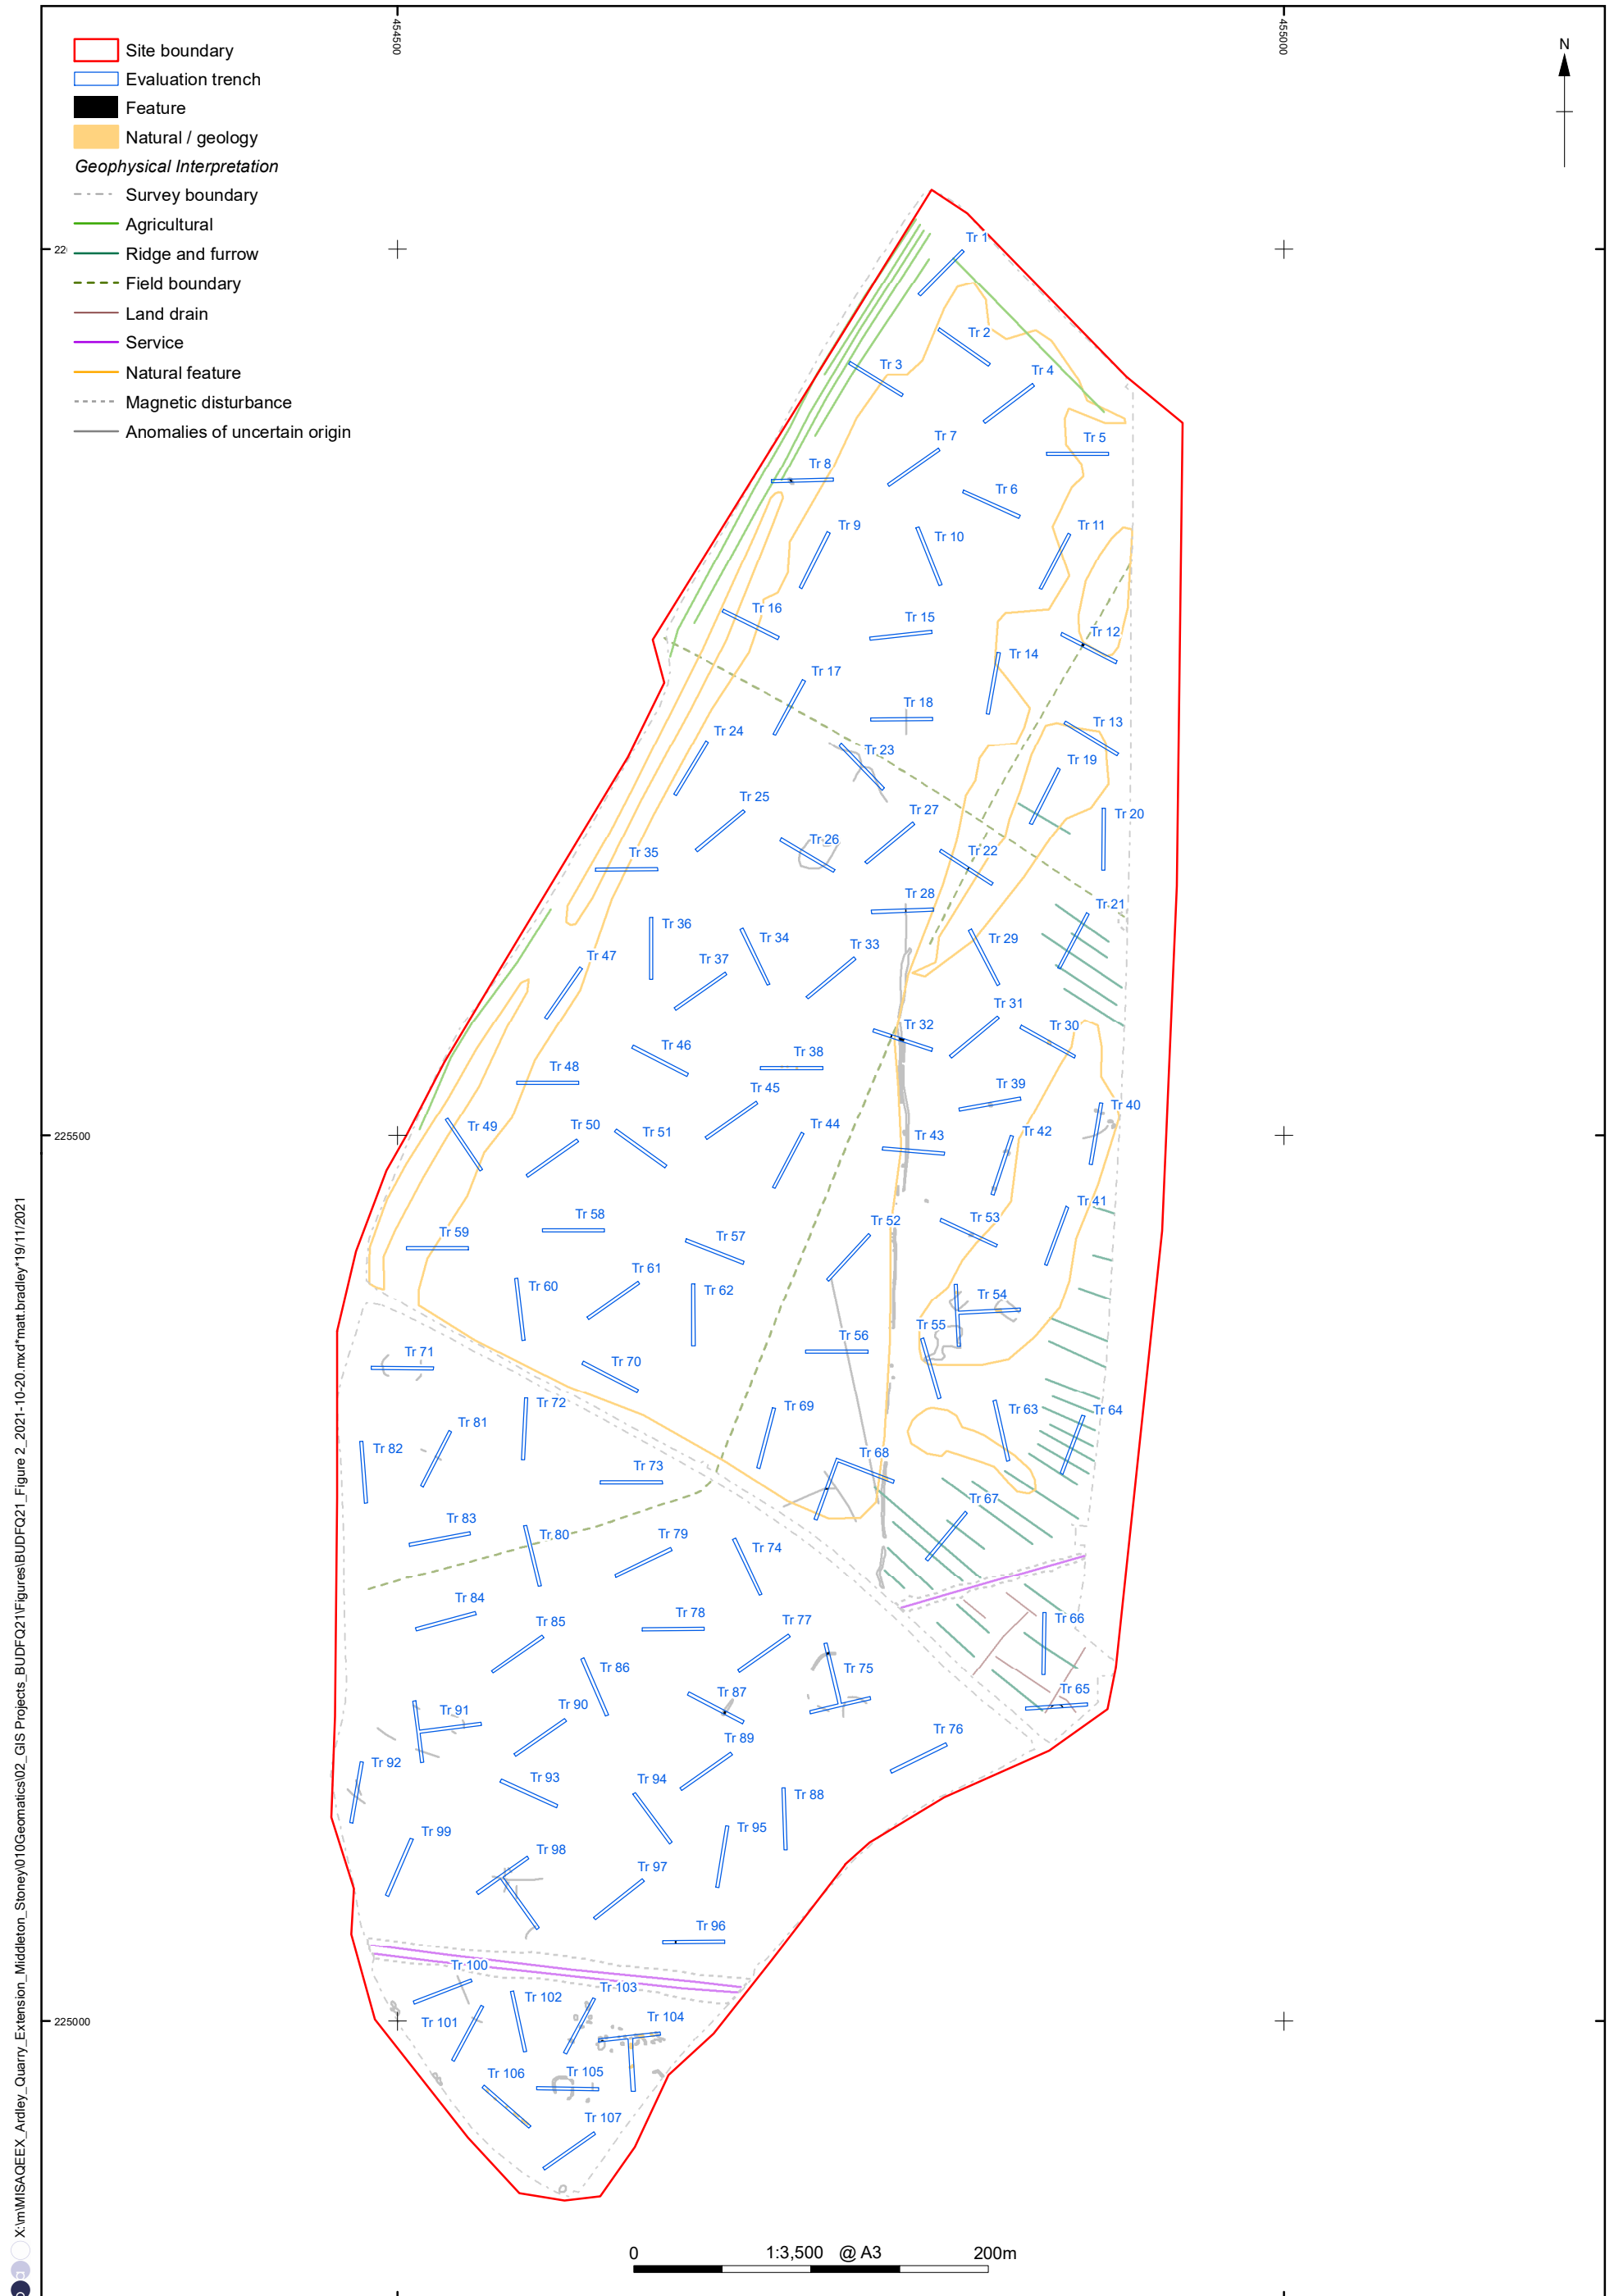 454500
455000
N
Site boundary
Evaluation trench
Feature
Natural / geology
Geophysical Interpretation
Survey boundary
Agricultural
Ridge and furrow
Field boundary
Land drain
Service
Natural feature
Magnetic disturbance
Anomalies of uncertain origin
22
Tr 1
Tr 2
Tr 3
Tr 4
Tr 5
Tr 7
Tr 8
Tr 6
Tr 9
Tr 10
Tr 11
Tr 16
Tr 15
Tr 12
Tr 14
Tr 17
Tr 18
Tr 13
Tr 24
Tr 23
Tr 19
Tr 25
Tr 27
Tr 20
Tr 35
Tr 26
Tr 22
Tr 28
Tr 21
Tr 36
Tr 34
Tr 33
Tr 29
Tr 47
Tr 37
Tr 31
Tr 32
Tr 30
Tr 46
Tr 38
Tr 48
Tr 45
Tr 39
Tr 40
225500
Tr 49
Tr 50
Tr 51
Tr 44
Tr 43
Tr 42
Tr 41
Tr 59
Tr 58
Tr 57
Tr 52
Tr 53
Tr 60
Tr 61
Tr 62
Tr 54
Tr 55
Tr 56
Tr 71
Tr 70
Tr 72
Tr 69
Tr 63
Tr 64
Tr 82
Tr 81
Tr 73
Tr 68
Tr 67
Tr 83
Tr 80
Tr 79
Tr 74
Tr 84
Tr 85
Tr 78
Tr 77
Tr 66
Tr 86
Tr 75
Tr 65
Tr 91
Tr 90
Tr 87
Tr 89
Tr 76
Tr 92
Tr 93
Tr 94
Tr 88
Tr 99
Tr 98
Tr 97
Tr 95
Tr 96
Tr 100
Tr 102
Tr 103
Tr 101
Tr 104
225000
Tr 106
Tr 105
Tr 107
0
1:3,500 @ A3
200m
X:\m\MISAQEEX_Ardley_Quarry_Extension_Middleton_Stoney\010Geomatics\02_GIS Projects_BUDFQ21\Figures\BUDFQ21_Figure 2_2021-10-20.mxd*matt.bradley*19/11/2021